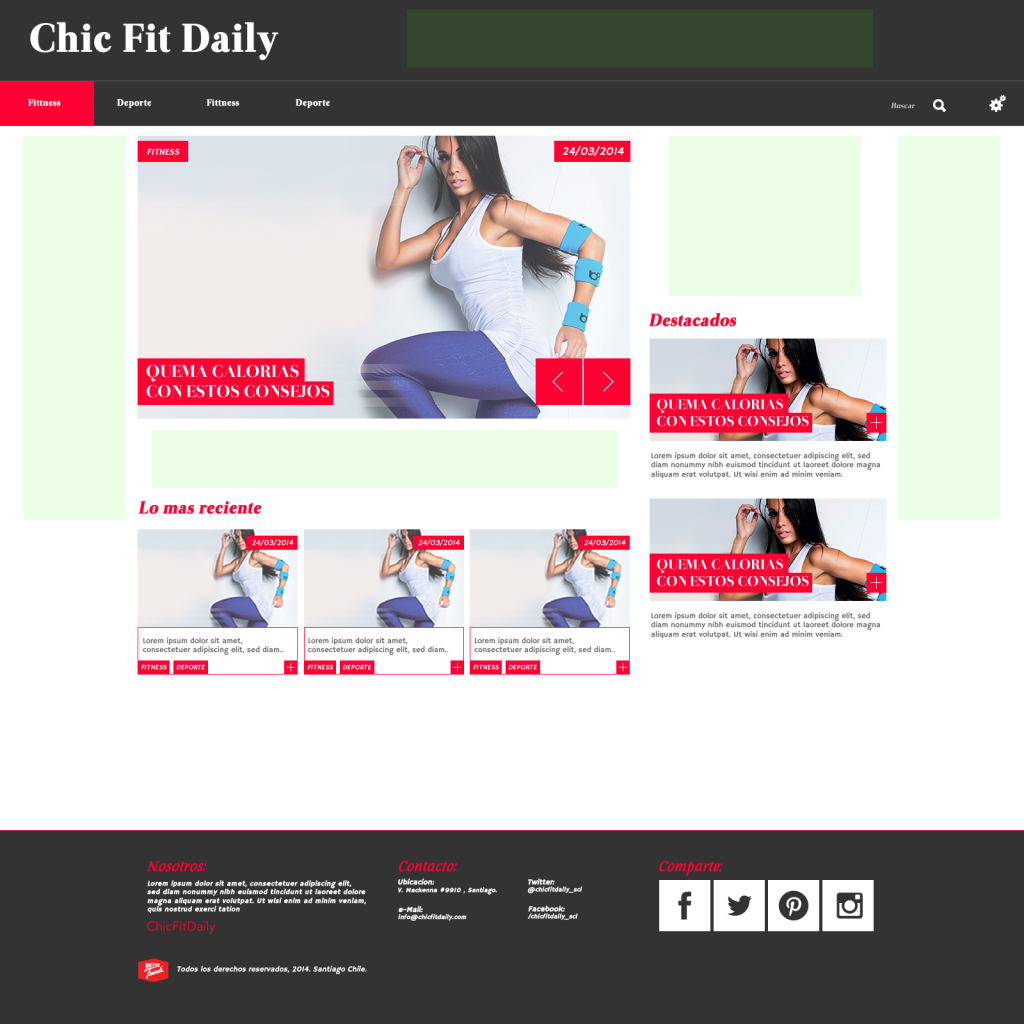 Chic Fit Daily
Fittness
Deporte
Fittness
Deporte
Buscar
FITNESS
24/03/2014
QUEMA CALORIAS
CON ESTOS CONSEJOS
Destacados
QUEMA CALORIAS
CON ESTOS CONSEJOS
Lorem ipsum dolor sit amet, consectetuer adipiscing elit, sed
diam nonummy nibh euismod tincidunt ut laoreet dolore magna
aliquam erat volutpat. Ut wisi enim ad minim veniam.
QUEMA CALORIAS
CON ESTOS CONSEJOS
Lorem ipsum dolor sit amet, consectetuer adipiscing elit, sed
diam nonummy nibh euismod tincidunt ut laoreet dolore magna
aliquam erat volutpat. Ut wisi enim ad minim veniam.
Lo mas reciente
24/03/2014
Lorem ipsum dolor sit amet,
consectetuer adipiscing elit, sed diam..
FITNESS
DEPORTE
24/03/2014
Lorem ipsum dolor sit amet,
consectetuer adipiscing elit, sed diam..
FITNESS
DEPORTE
24/03/2014
Lorem ipsum dolor sit amet,
consectetuer adipiscing elit, sed diam..
FITNESS
DEPORTE
Nosotros:
Lorem ipsum dolor sit amet, consectetuer adipiscing elit,
sed diam nonummy nibh euismod tincidunt ut laoreet dolore
magna aliquam erat volutpat. Ut wisi enim ad minim veniam,
quis nostrud exerci tation
ChicFitDaily
Contacto:
Ubicacion:
V. Mackenna #9910 , Santiago.
e-Mail:
info@chicfitdaily.com
Twitter:
@chicfitdaily_scl
Facebook:
/chicfitdaily_scl
Comparte:
Todos los derechos reservados, 2014. Santiago Chile.